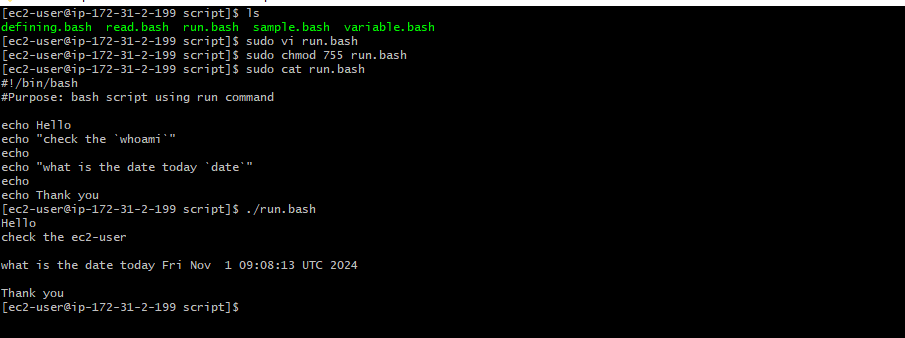 [ec2-user@ip-172-31-2-199 script]$ ls
defining.bash  read.bash  run.bash  sample.bash  variable.bash
[ec2-user@ip-172-31-2-199 script]$ sudo vi run.bash
[ec2-user@ip-172-31-2-199 script]$ sudo chmod 755 run.bash
[ec2-user@ip-172-31-2-199 script]$ sudo cat run.bash
#!/bin/bash
#Purpose: bash script using run command
echo Hello
echo "check the `whoami`"
echo
echo "what is the date today `date`"
echo
echo Thank you
[ec2-user@ip-172-31-2-199 script]$ ./run.bash
Hello
check the ec2-user
what is the date today Fri Nov  1 09:08:13 UTC 2024
Thank you
[ec2-user@ip-172-31-2-199 script]$